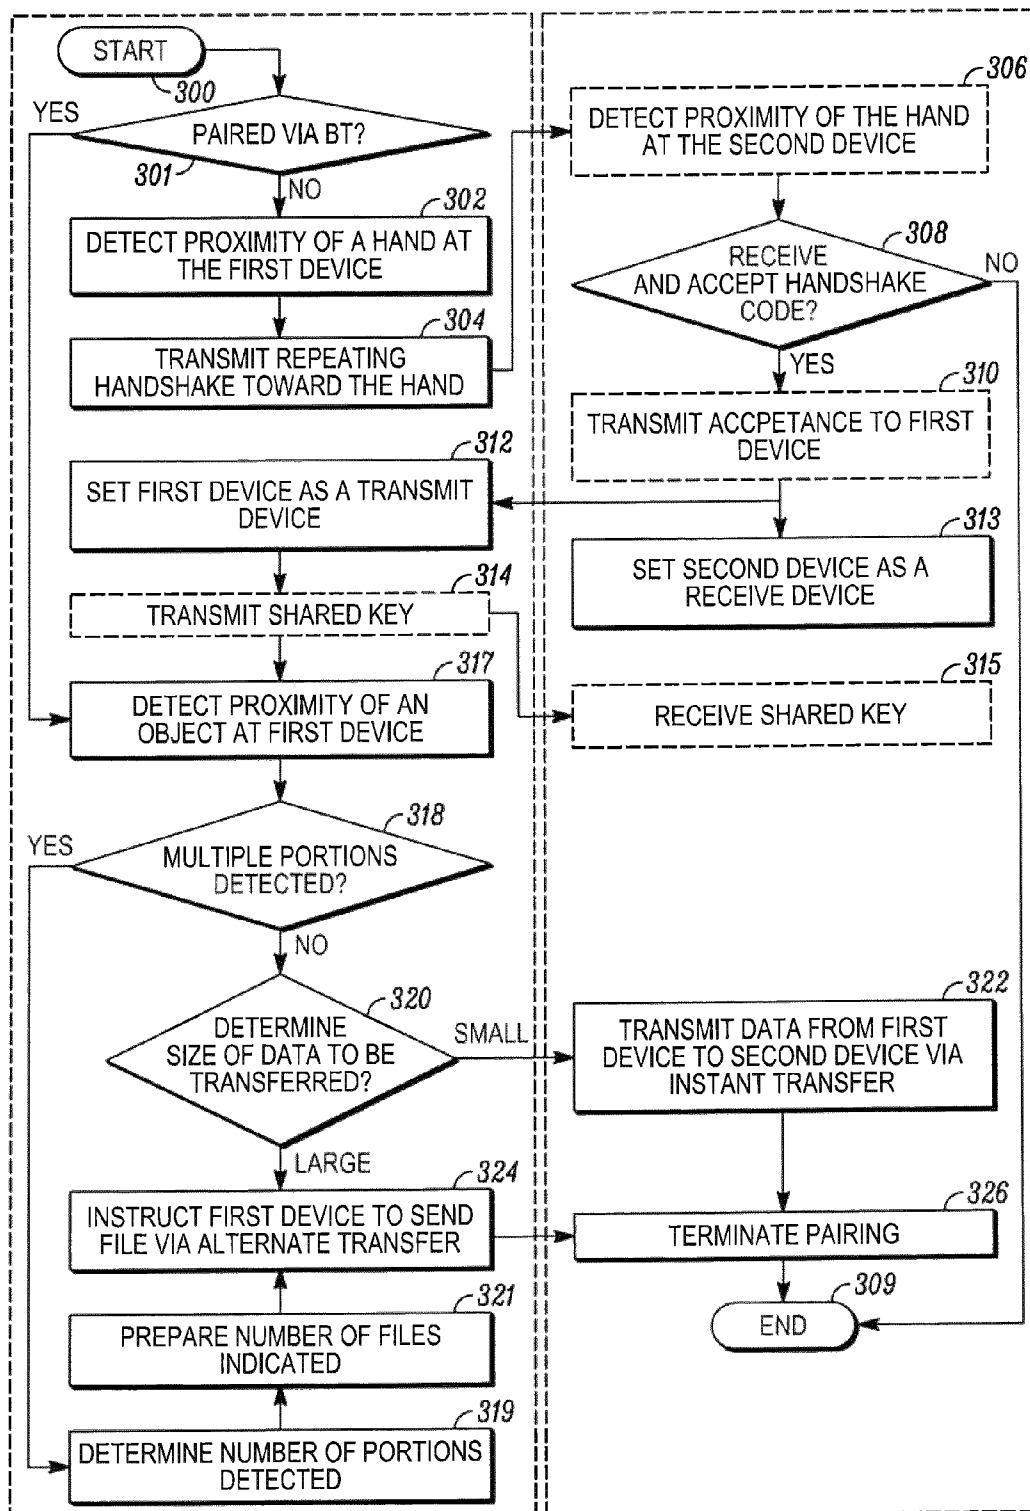 START
300
YES
PAIRED VIA BT?
301
NO
302
DETECT PROXIMITY OF A HAND AT
THE FIRST DEVICE
304
TRANSMIT REPEATING
HANDSHAKE TOWARD THE HAND
306
DETECT PROXIMITY OF THE HAND
AT THE SECOND DEVICE
308
RECEIVE
AND ACCEPT HANDSHAKE
CODE?
NO
YES
310
TRANSMIT ACCPETANCE TO FIRST
DEVICE
312
SET FIRST DEVICE AS A TRANSMIT
DEVICE
313
SET SECOND DEVICE AS A
RECEIVE DEVICE
314
TRANSMIT SHARED KEY
315
RECEIVE SHARED KEY
317
DETECT PROXIMITY OF AN
OBJECT AT FIRST DEVICE
318
YES
MULTIPLE PORTIONS
DETECTED?
NO
320
DETERMINE
SIZE OF DATA TO BE
TRANSFERRED?
SMALL
LARGE
322
TRANSMIT DATA FROM FIRST
DEVICE TO SECOND DEVICE VIA
INSTANT TRANSFER
324
INSTRUCT FIRST DEVICE TO SEND
FILE VIA ALTERNATE TRANSFER
326
TERMINATE PAIRING
309
END
321
PREPARE NUMBER OF FILES
INDICATED
319
DETERMINE NUMBER OF PORTIONS
DETECTED